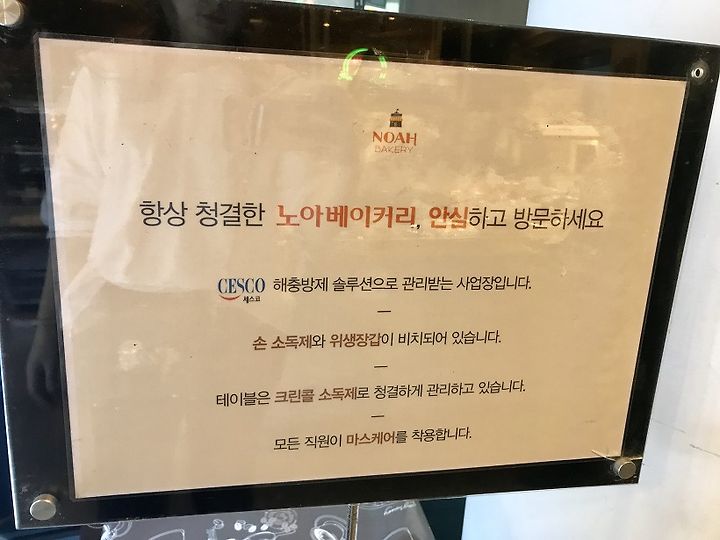 NOAH
BAKERY
항상 청결한 노아베이커리, 안심하고 방문하세요
CESCO 해충방제 솔루션으로 관리받는 사업장입니다.
세스코
손 소독제와 위생장갑이 비치되어 있습니다.
테이블은 크린콜 소독제로 청결하게 관리하고 있습니다.
모든 직원이 마스케어를 착용합니다.